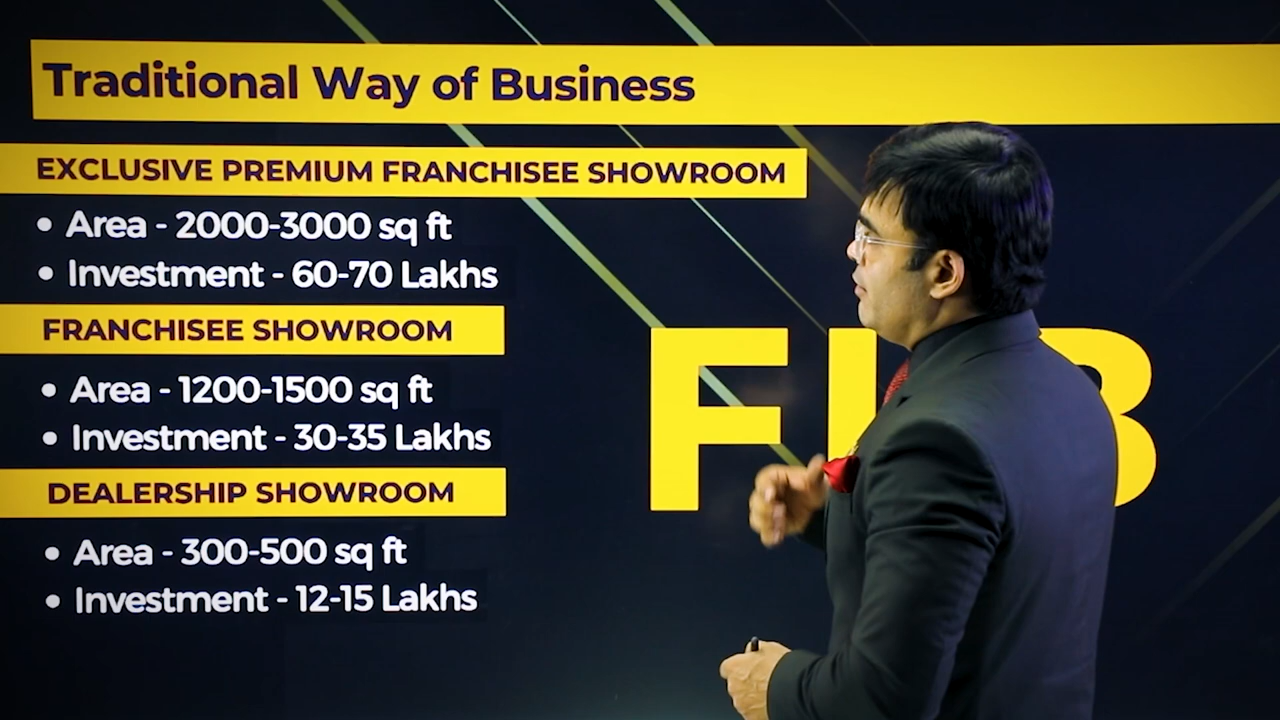 Traditional Way of Business
EXCLUSIVE PREMIUM FRANCHISEE SHOWROOM
• Area - 2000-3000 sq ft
• Investment - 60-70 Lakhs
FRANCHISEE SHOWROOM
• Area - 1200-1500 sq ft
• Investment - 30-35 Lakhs
DEALERSHIP SHOWROOM
• Area - 300-500 sq ft
• Investment - 12-15 Lakhs